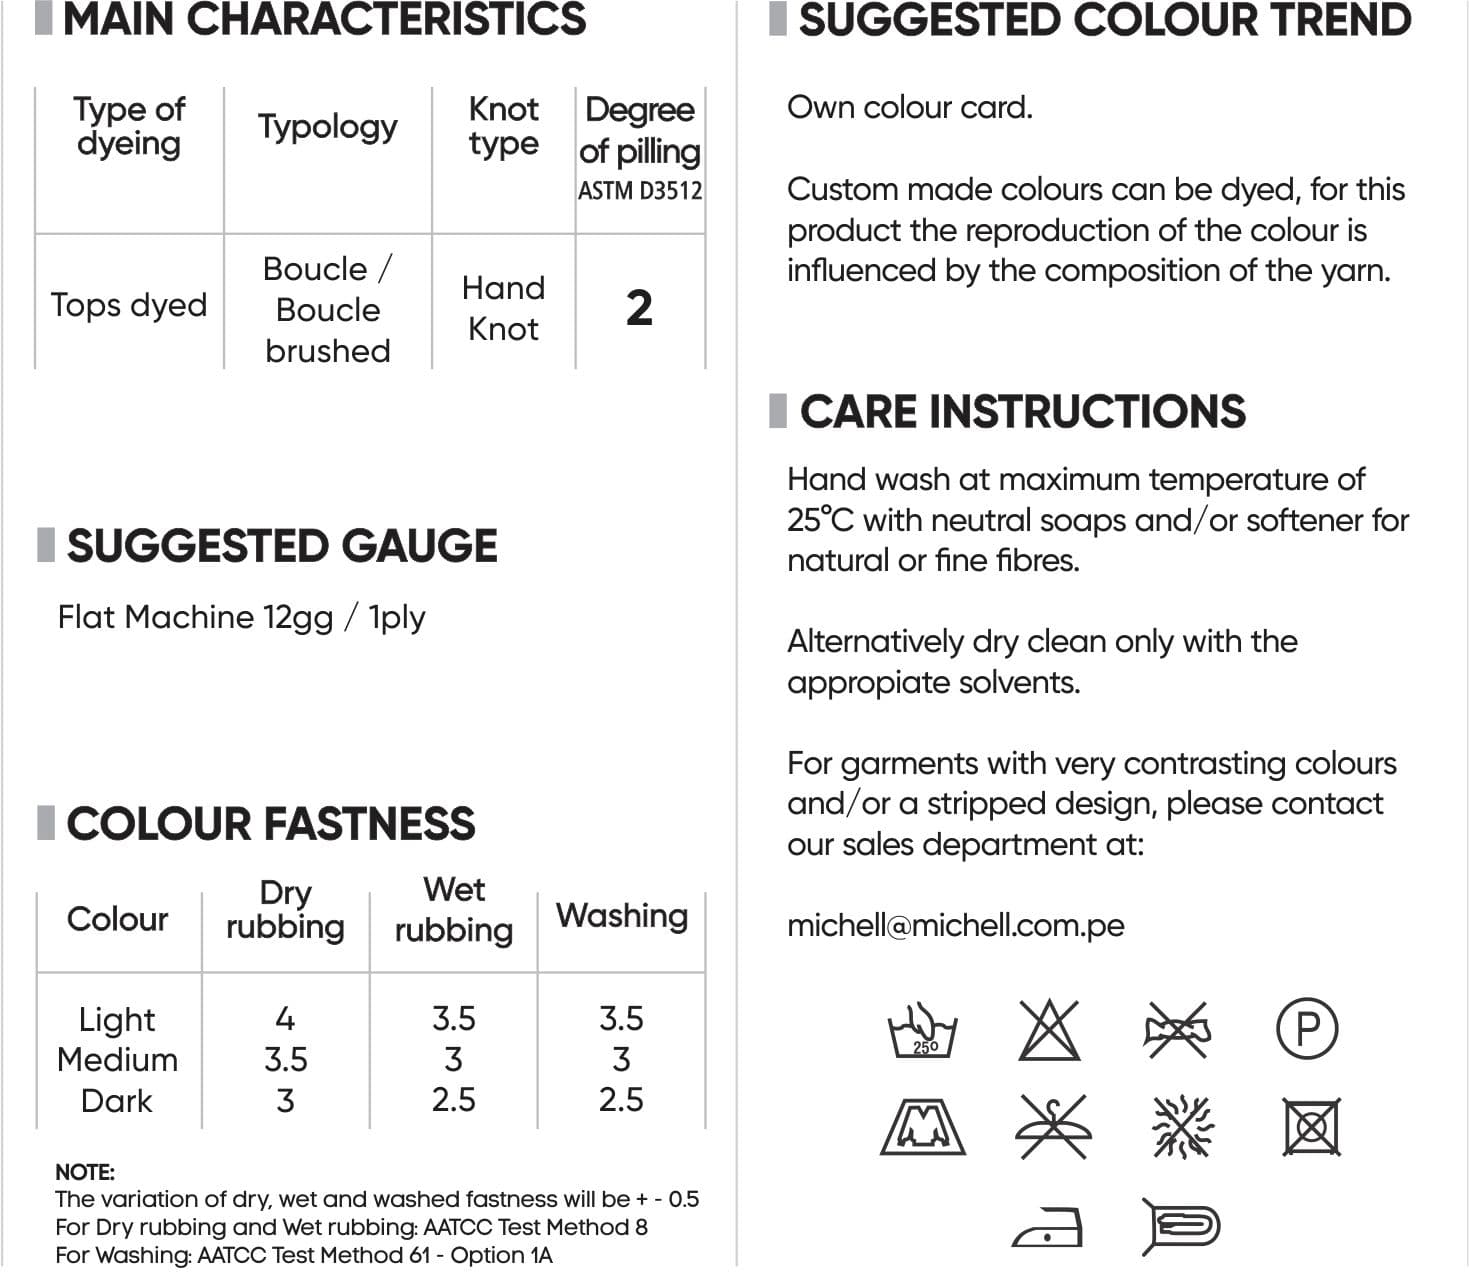 MAIN CHARACTERISTICS
Type of
dyeing
Typology
Knot
type
Degree
of pilling
ASTM D3512
Tops dyed
Boucle /
Boucle
brushed
Hand
Knot
2
SUGGESTED GAUGE
Flat Machine 12gg / 1ply
COLOUR FASTNESS
Colour
Dry
rubbing
Wet
rubbing
Washing
Light 4 3.5 3.5
Medium 3.5 3 3
Dark 3 2.5 2.5
NOTE:
The variation of dry, wet and washed fastness will be + - 0.5
For Dry rubbing and Wet rubbing: AATCC Test Method 8
For Washing: AATCC Test Method 61 - Option 1A
SUGGESTED COLOUR TREND
Own colour card.
Custom made colours can be dyed, for this
product the reproduction of the colour is
influenced by the composition of the yarn.
CARE INSTRUCTIONS
Hand wash at maximum temperature of
25°C with neutral soaps and/or softener for
natural or fine fibres.
Alternatively dry clean only with the
appropiate solvents.
For garments with very contrasting colours
and/or a stripped design, please contact
our sales department at:
michell@michell.com.pe
25º
P